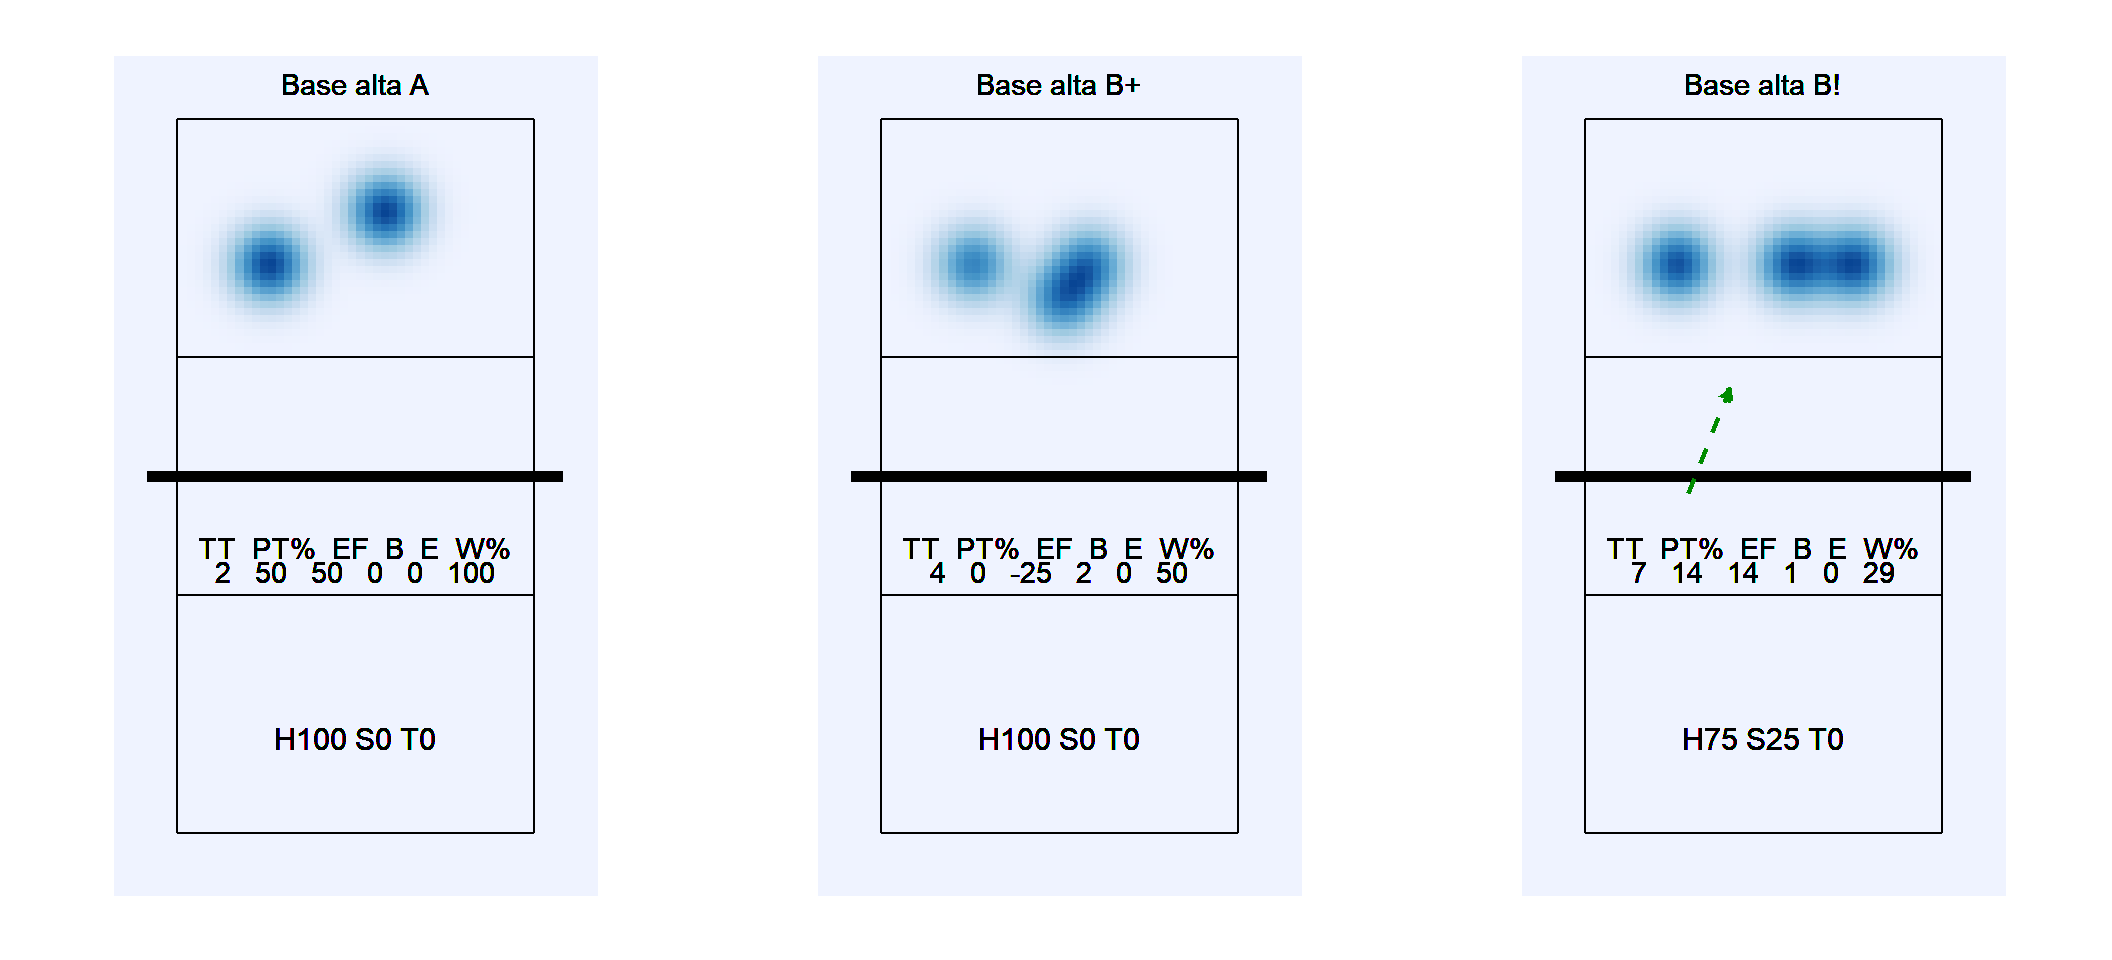 Base alta A
TT PT% EF B E W%
2 50 50 0 0 100
H100 S0 T0
Base alta B+
TT PT% EF B E W%
4 0 -25 2 0 50
H100 S0 T0
Base alta B!
TT PT% EF B E W%
7 14 14 1 0 29
H75 S25 T0